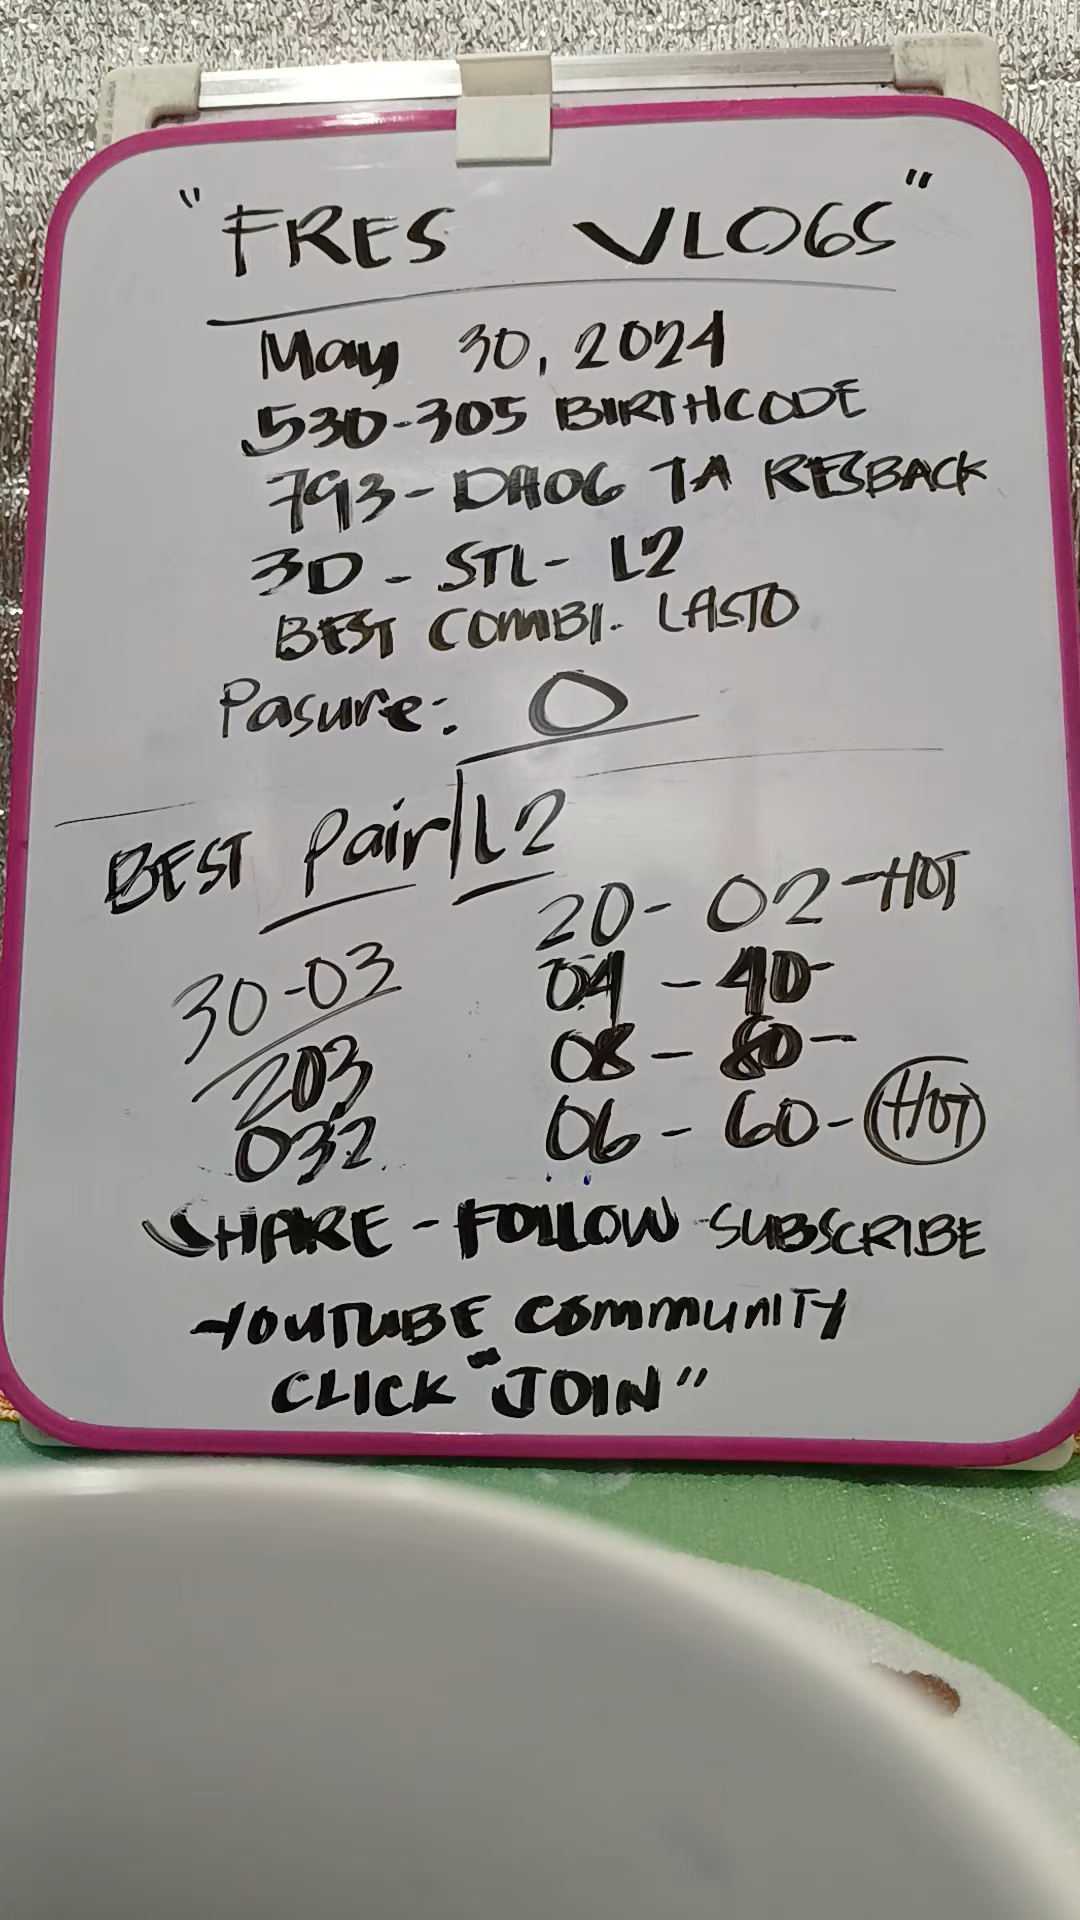 "FRES VLOGS"
May 30, 2024
530-305 BIRTHCODE
793-DAOG TA RESBACK
3D - STL - L2
BEST COMBI. LASTO
Pasure: 0
BEST Pair L2
20 - 02 - HOT
30-03
04 - 40 -
203
08 - 80 -
032
06 - 60 - HOT
SHARE - FOLLOW - SUBSCRIBE
YOUTUBE COMMUNITY
CLICK "JOIN"